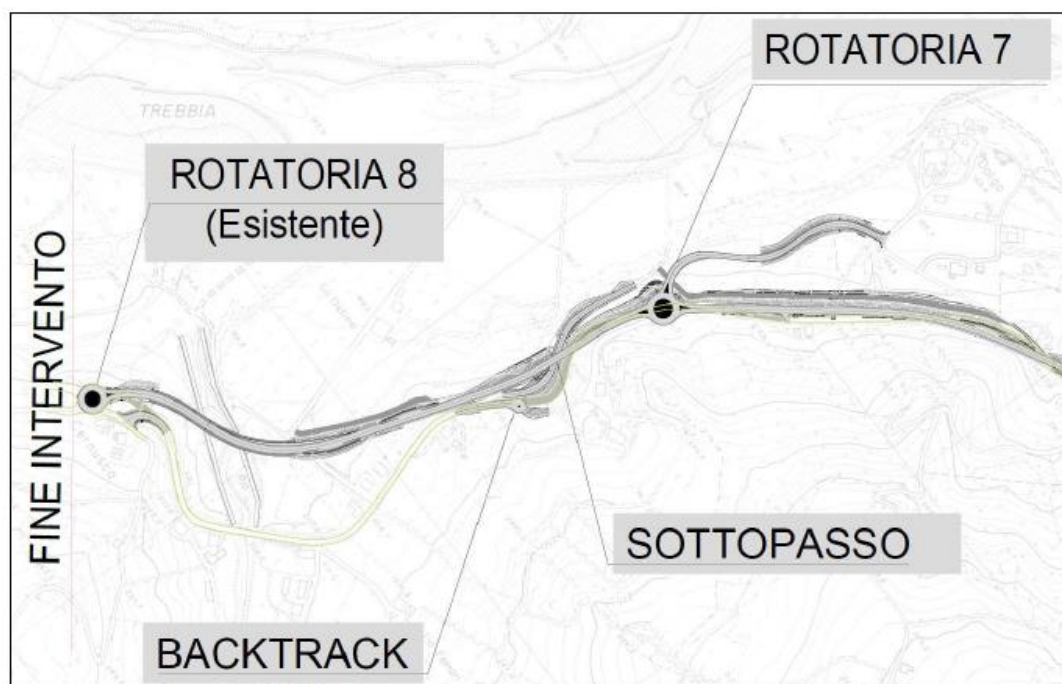 ROTATORIA 7
TREBBIA
ROTATORIA 8
(Esistente)
FINE INTERVENTO
SOTTOPASSO
BACKTRACK